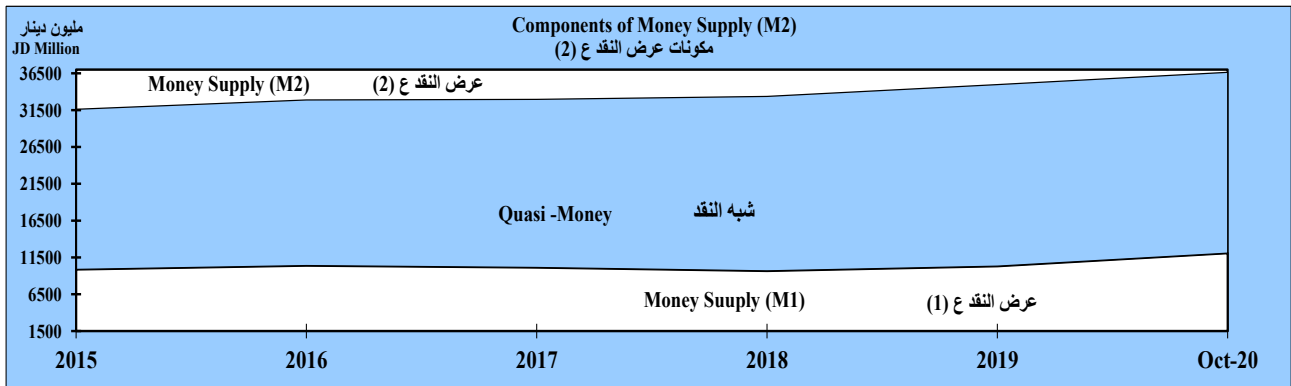 مليون دينار
JD Million
Components of Money Supply (M2)
مكونات عرض النقد ع (2)
36500
31500
26500
21500
16500
11500
6500
1500
Money Supply (M2) عرض النقد ع (2)
Quasi -Money شبه النقد
Money Suuply (M1) عرض النقد ع (1)
2015 2016 2017 2018 2019 Oct-20